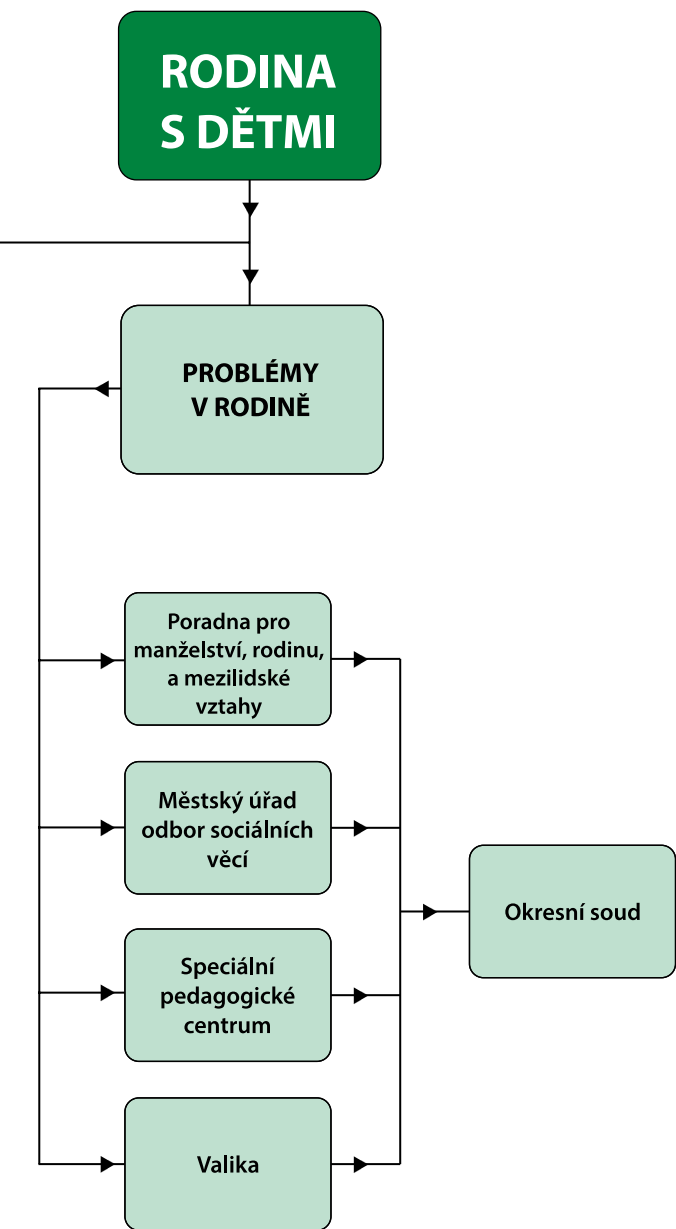 RODINA
S DĚTMI
PROBLÉMY
V RODINĚ
Poradna pro
manželství, rodinu,
a mezilidské
vztahy
Městský úřad
odbor sociálních
věcí
Okresní soud
Speciální
pedagogické
centrum
Valika